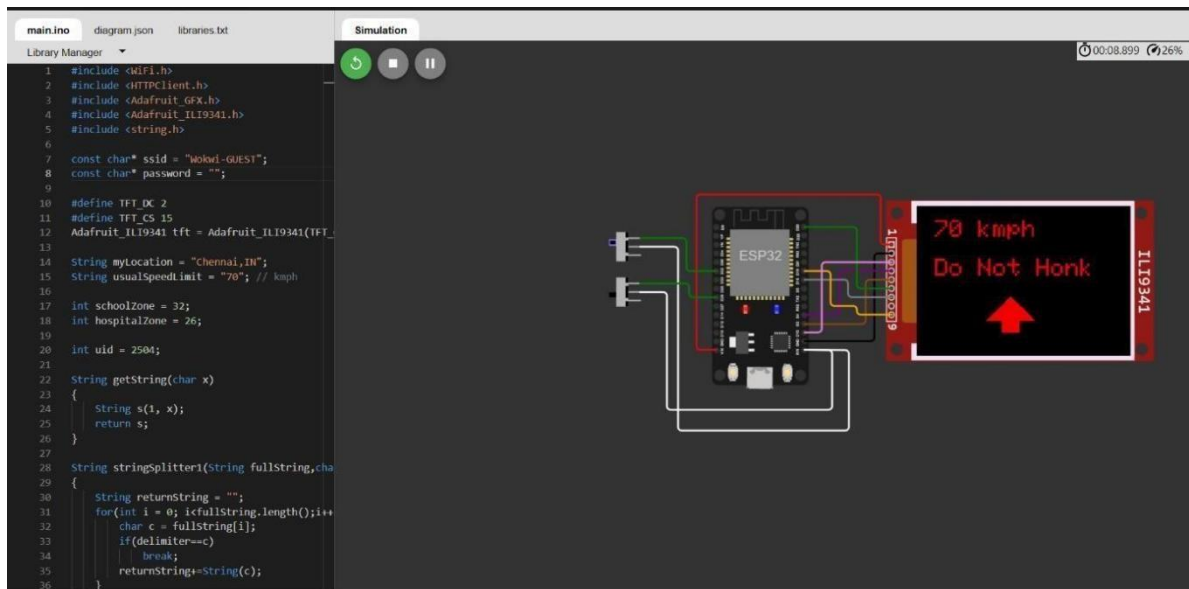 main.ino diagram.json libraries.txt
Library Manager
1 #include <WiFi.h>
2 #include <HTTPClient.h>
3 #include <Adafruit_GFX.h>
4 #include <Adafruit_ILI9341.h>
5 #include <string.h>
6
7 const char* ssid = "Wokwi-GUEST";
8 const char* password = "";
9
10 #define TFT_DC 2
11 #define TFT_CS 15
12 Adafruit_ILI9341 tft = Adafruit_ILI9341(TFT_
13
14 String myLocation = "Chennai,IN";
15 String usualSpeedLimit = "70"; // kmph
16
17 int schoolZone = 32;
18 int hospitalZone = 26;
19
20 int uid = 2504;
21
22 String getString(char x)
23 {
24 String s(1, x);
25 return s;
26 }
27
28 String stringSplitter1(String fullString,cha
29 {
30 String returnString = "";
31 for(int i = 0; i<fullString.length();i++
32 char c = fullString[i];
33 if(delimiter==c)
34 break;
35 returnString+=String(c);
36 }
Simulation
00:08.899 26%
ESP32
1
9
70 kmph
Do Not Honk
ILI9341